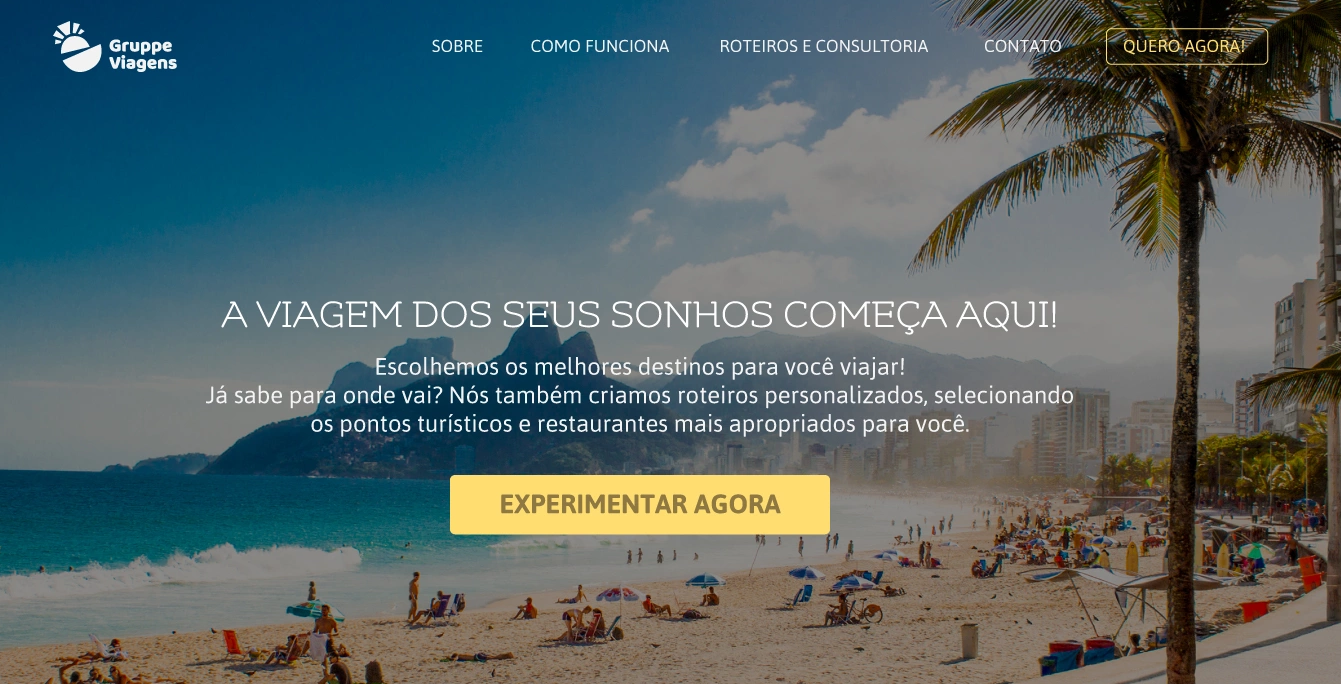 Gruppe
Viagens
SOBRE
COMO FUNCIONA
ROTEIROS E CONSULTORIA
CONTATO
QUERO AGORA!
A VIAGEM DOS SEUS SONHOS COMEÇA AQUI!
Escolhemos os melhores destinos para você viajar!
Já sabe para onde vai? Nós também criamos roteiros personalizados, selecionando
os pontos turísticos e restaurantes mais apropriados para você.
EXPERIMENTAR AGORA